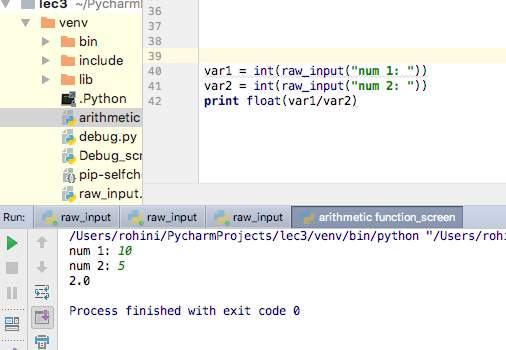 lec3 ~/Pycharm
venv
bin
include
lib
.Python
arithmetic
debug.py
Debug_scr
pip-selfche
raw_input.
36
37
38
39
40 var1 = int(raw_input("num 1: "))
41 var2 = int(raw_input("num 2: "))
42 print float(var1/var2)
Run: raw_input raw_input raw_input arithmetic function_screen
/Users/rohini/PycharmProjects/lec3/venv/bin/python "/Users/rohi
num 1: 10
num 2: 5
2.0
Process finished with exit code 0